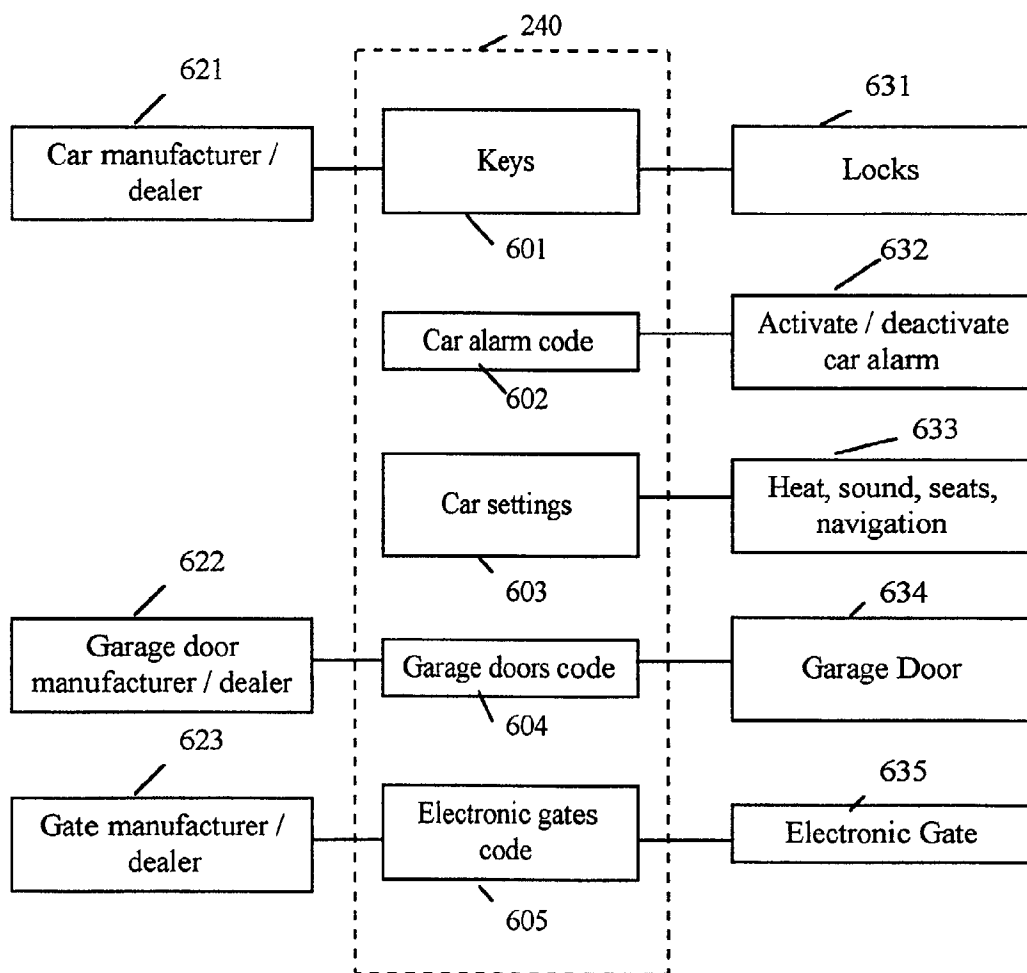 240
621
631
Car manufacturer /
dealer
Keys
Locks
601
632
Car alarm code
Activate / deactivate
car alarm
602
633
Car settings
Heat, sound, seats,
navigation
603
622
634
Garage door
manufacturer / dealer
Garage doors code
Garage Door
604
623
635
Gate manufacturer /
dealer
Electronic gates
code
Electronic Gate
605